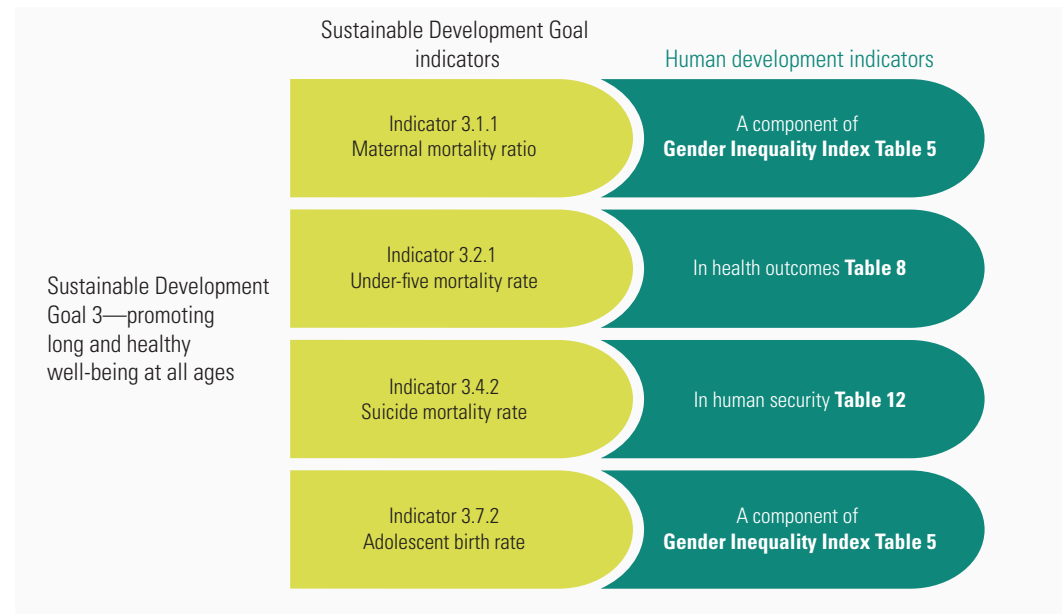 Sustainable Development Goal
indicators
Human development indicators
Sustainable Development
Goal 3—promoting
long and healthy
well-being at all ages
Indicator 3.1.1
Maternal mortality ratio
A component of
Gender Inequality Index Table 5
Indicator 3.2.1
Under-five mortality rate
In health outcomes Table 8
Indicator 3.4.2
Suicide mortality rate
In human security Table 12
Indicator 3.7.2
Adolescent birth rate
A component of
Gender Inequality Index Table 5